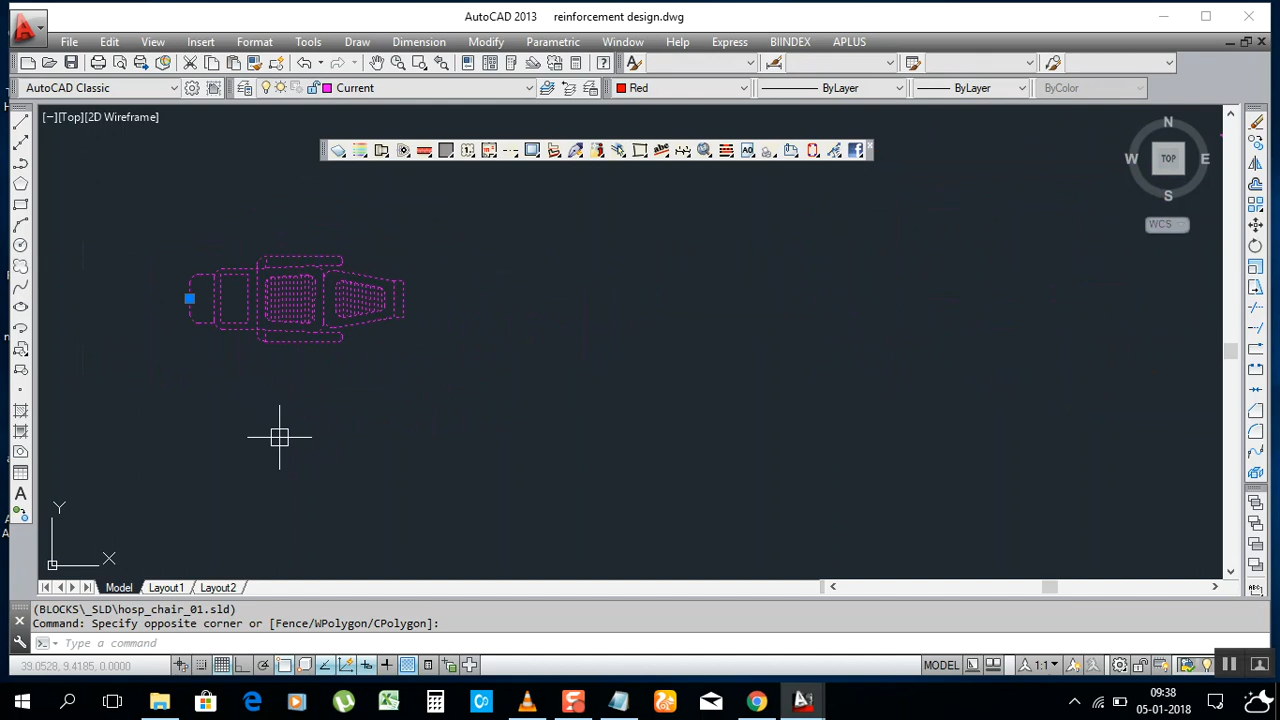 AutoCAD 2013 reinforcement design.dwg
File Edit View Insert Format Tools Draw Dimension Modify Parametric Window Help Express BIINDEX APLUS
AutoCAD Classic Current Red ByLayer ByLayer ByColor
[−][Top][2D Wireframe]
N
W TOP E
S
WCS
Y
X
Model Layout1 Layout2
(BLOCKS\_SLD\hosp_chair_01.sld)
Command: Specify opposite corner or [Fence/WPolygon/CPolygon]:
Type a command
39.0528, 9.4185, 0.0000 MODEL 1:1
09:38
05-01-2018